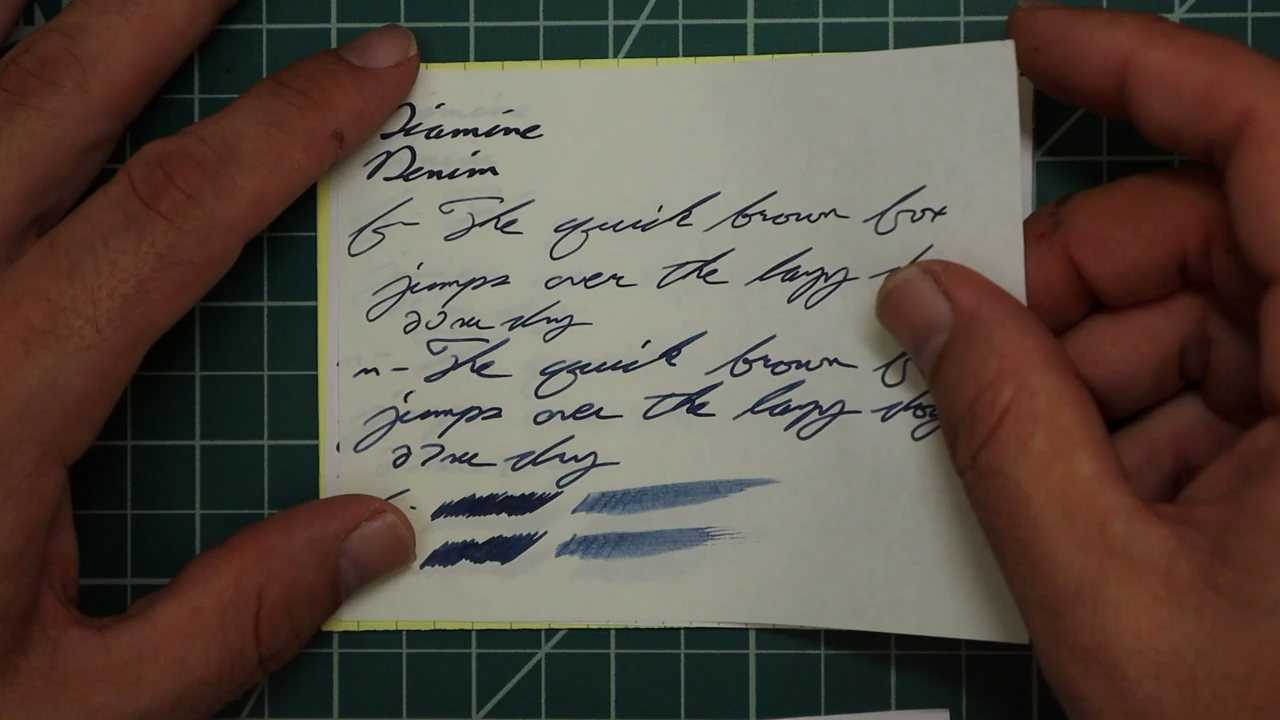 Diamine
Denim
f- The quick brown fox
jumps over the lazy
dry
m- The quick brown
jumps over the lazy dog
dry